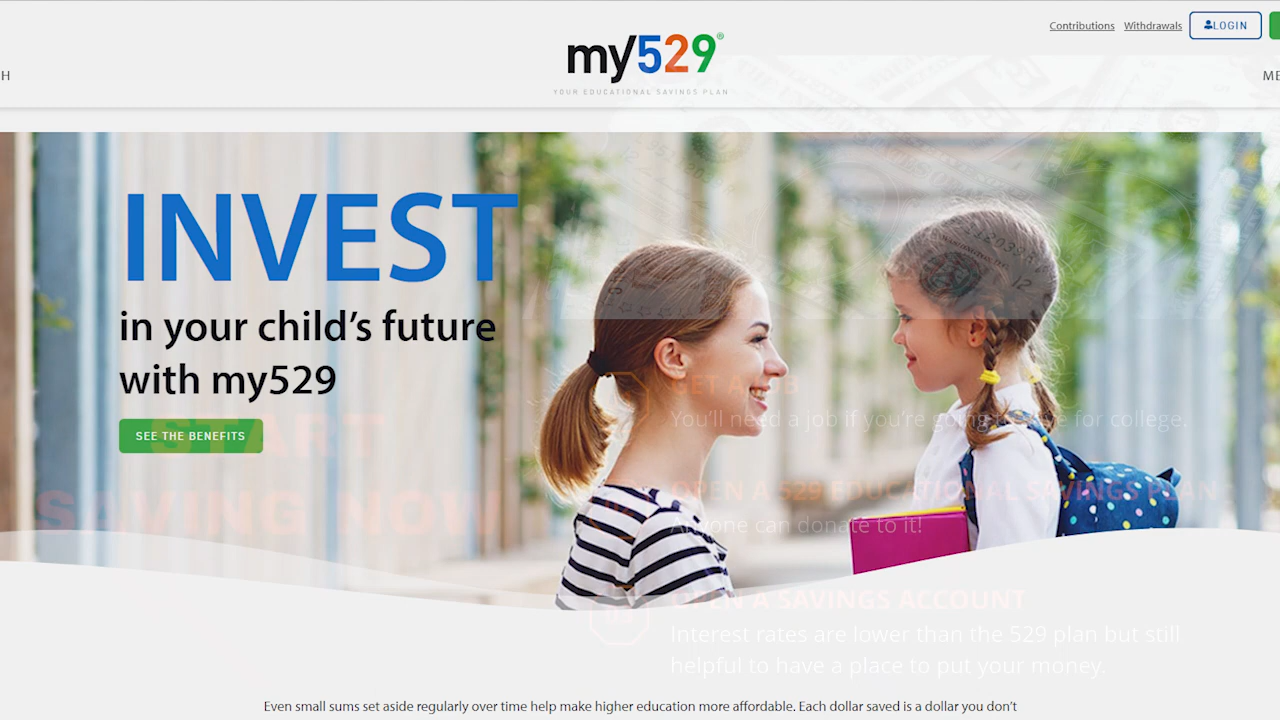 Contributions Withdrawals LOGIN
my529®
YOUR EDUCATIONAL SAVINGS PLAN
H
ME
INVEST
in your child's future
with my529
SEE THE BENEFITS
START
SAVING NOW
GET A JOB
You'll need a job if you're going to save for college.
OPEN A 529 EDUCATIONAL SAVINGS PLAN
Anyone can donate to it!
03
OPEN A SAVINGS ACCOUNT
Interest rates are lower than the 529 plan but still
helpful to have a place to put your money.
Even small sums set aside regularly over time help make higher education more affordable. Each dollar saved is a dollar you don't